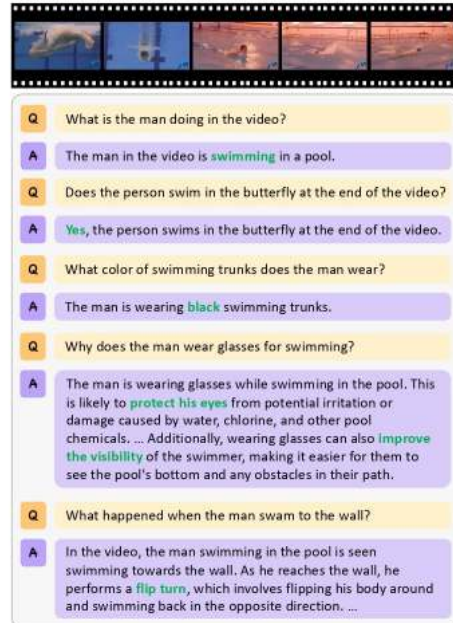 Q What is the man doing in the video?
A The man in the video is swimming in a pool.
Q Does the person swim in the butterfly at the end of the video?
A Yes, the person swims in the butterfly at the end of the video.
Q What color of swimming trunks does the man wear?
A The man is wearing black swimming trunks.
Q Why does the man wear glasses for swimming?
A The man is wearing glasses while swimming in the pool. This
is likely to protect his eyes from potential irritation or
damage caused by water, chlorine, and other pool
chemicals. ... Additionally, wearing glasses can also improve
the visibility of the swimmer, making it easier for them to
see the pool's bottom and any obstacles in their path.
Q What happened when the man swam to the wall?
A In the video, the man swimming in the pool is seen
swimming towards the wall. As he reaches the wall, he
performs a flip turn, which involves flipping his body around
and swimming back in the opposite direction. ...